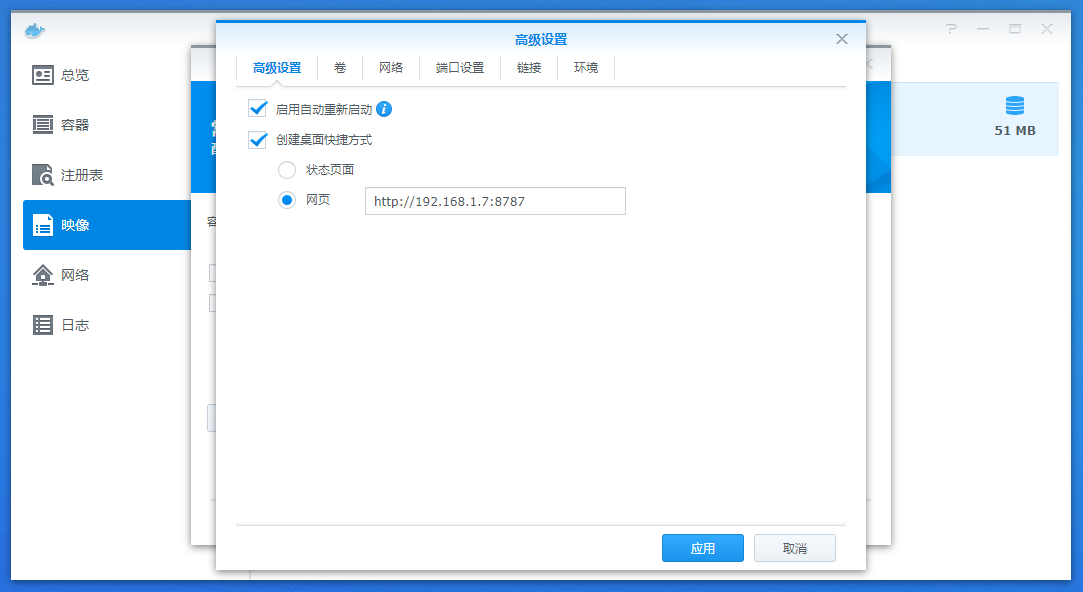 高级设置
高级设置 卷 网络 端口设置 链接 环境
总览
容器
注册表
映像
网络
日志
启用自动重新启动
创建桌面快捷方式
状态页面
网页 http://192.168.1.7:8787
51 MB
应用 取消